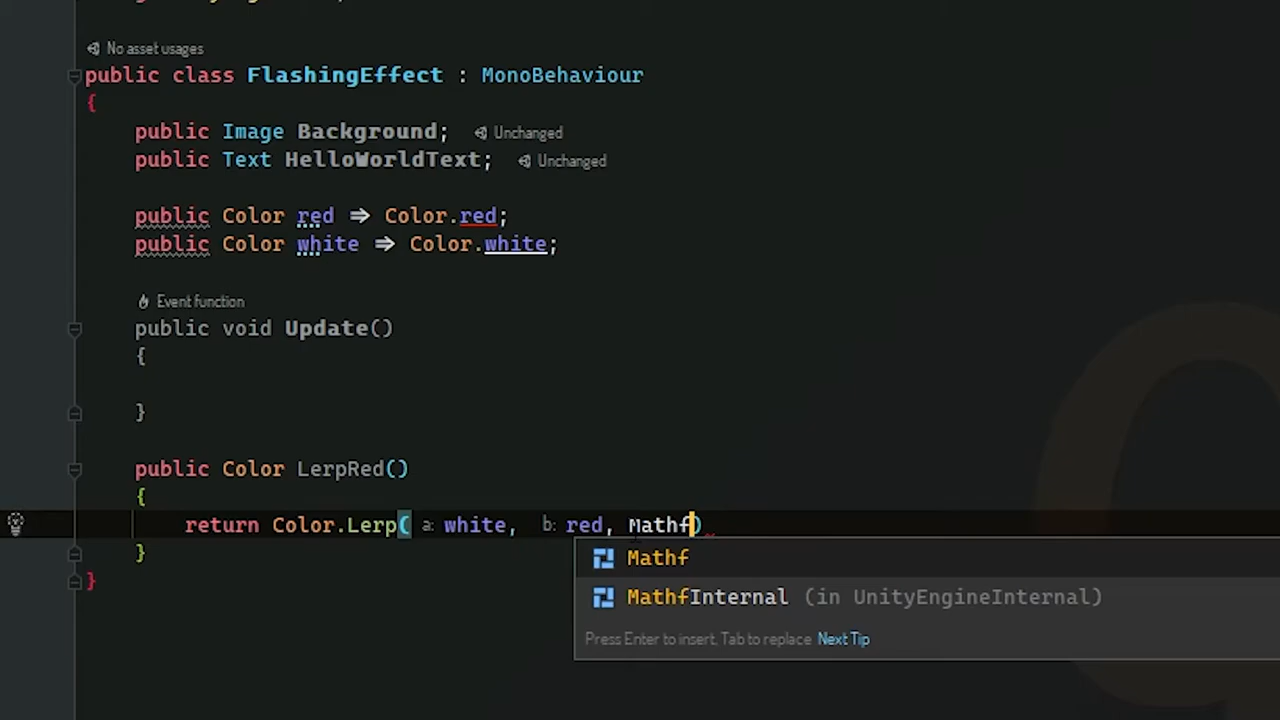 No asset usages
public class FlashingEffect : MonoBehaviour
{
public Image Background; Unchanged
public Text HelloWorldText; Unchanged
public Color red => Color.red;
public Color white => Color.white;
Event function
public void Update()
{
}
public Color LerpRed()
{
return Color.Lerp( a: white, b: red, Mathf)
}
}
Mathf
MathfInternal (in UnityEngineInternal)
Press Enter to insert, Tab to replace Next Tip